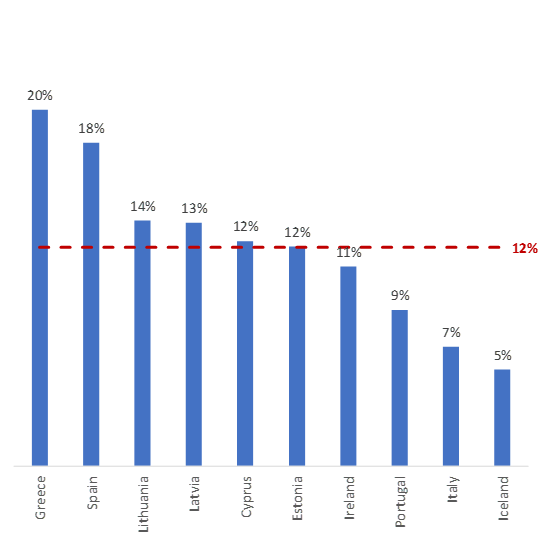 20%
18%
14%
13%
12%
12%
11%
9%
7%
5%
12%
Greece
Spain
Lithuania
Latvia
Cyprus
Estonia
Ireland
Portugal
Italy
Iceland